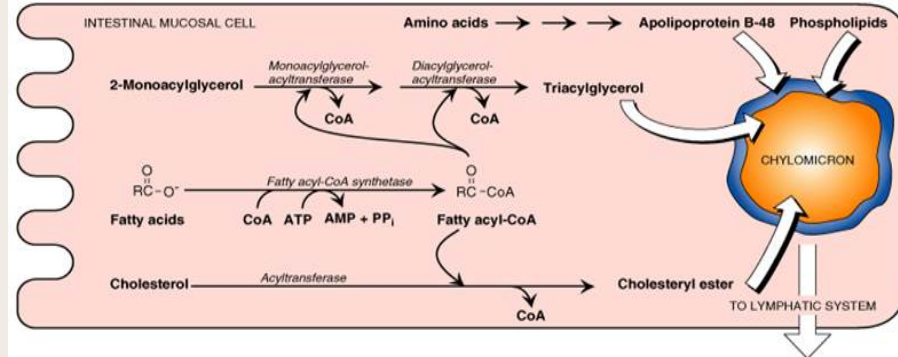 INTESTINAL MUCOSAL CELL
Amino acids
Apolipoprotein B-48
Phospholipids
Monoacylglycerol-
acyltransferase
Diacylglycerol-
acyltransferase
2-Monoacylglycerol
Triacylglycerol
CoA
CoA
CHYLOMICRON
O
RC-O⁻
Fatty acyl-CoA synthetase
O
RC-CoA
Fatty acids
CoA
ATP
AMP + PPi
Fatty acyl-CoA
Cholesterol
Acyltransferase
Cholesteryl ester
CoA
TO LYMPHATIC SYSTEM